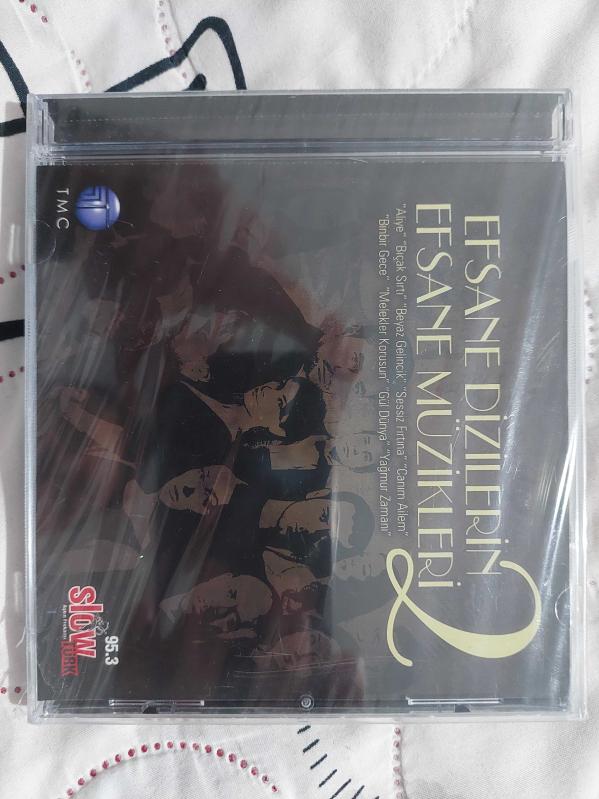 EFSANE DİZİLERİN
EFSANE MÜZİKLERİ 2
"Aliye" "Bıçak Sırtı" "Beyaz Gelincik" "Sessiz Fırtına" "Canım Ailem"
"Binbir Gece" "Melekler Korusun" "Gül Dünya" "Yağmur Zamanı"
TMC
95.3
slow
TÜRK